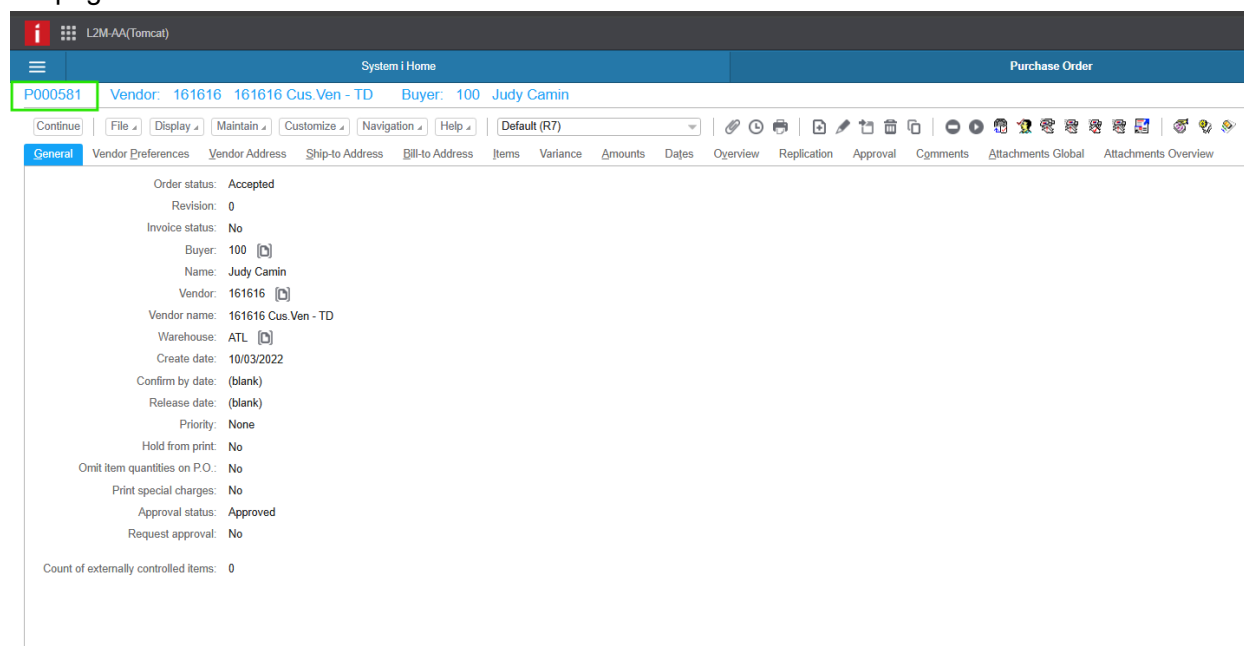 L2M-AA(Tomcat)
System i Home Purchase Order
P000581 Vendor: 161616 161616 Cus.Ven - TD Buyer: 100 Judy Camin
Continue File Display Maintain Customize Navigation Help Default (R7)
General Vendor Preferences Vendor Address Ship-to Address Bill-to Address Items Variance Amounts Dates Overview Replication Approval Comments Attachments Global Attachments Overview
Order status: Accepted
Revision: 0
Invoice status: No
Buyer: 100
Name: Judy Camin
Vendor: 161616
Vendor name: 161616 Cus.Ven - TD
Warehouse: ATL
Create date: 10/03/2022
Confirm by date: (blank)
Release date: (blank)
Priority: None
Hold from print: No
Omit item quantities on P.O.: No
Print special charges: No
Approval status: Approved
Request approval: No
Count of externally controlled items: 0